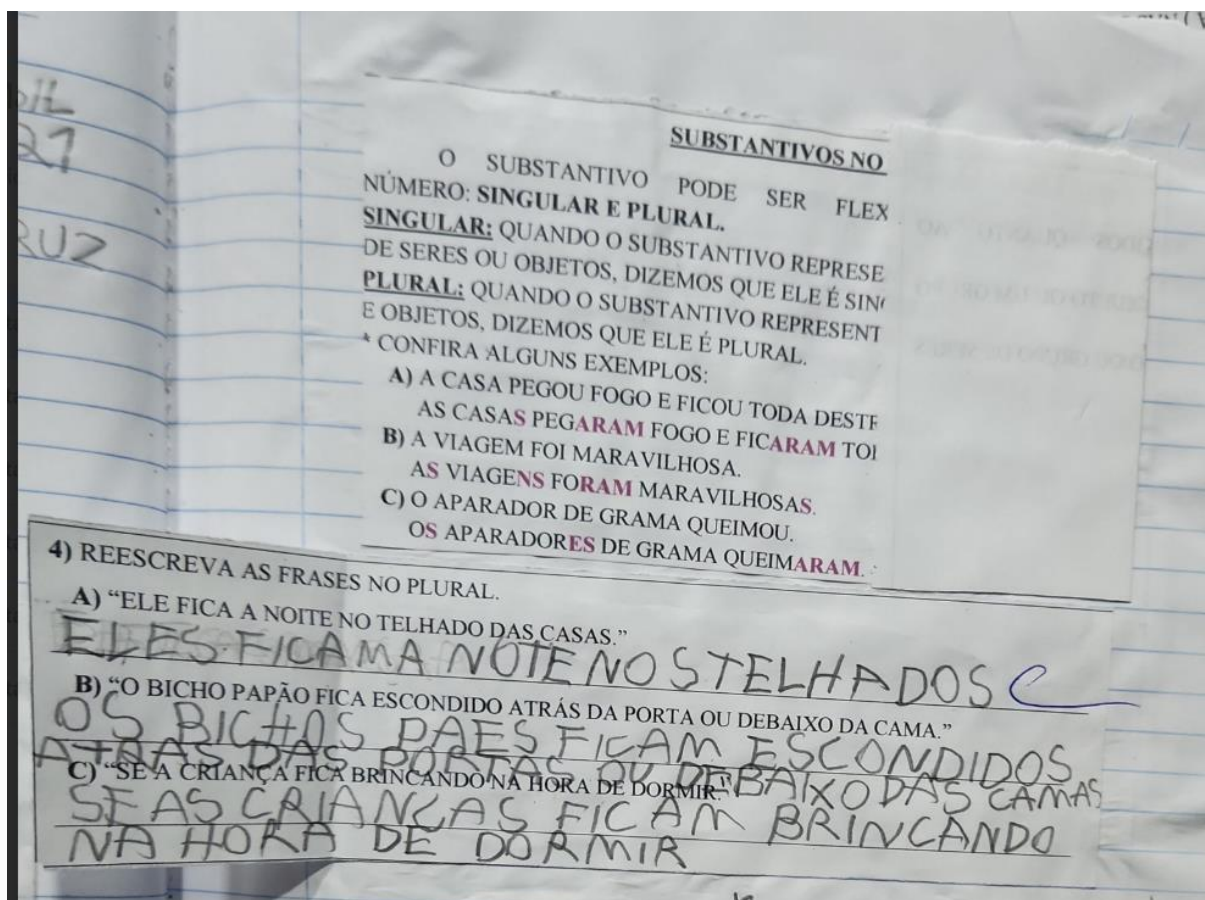 27
RUZ
SUBSTANTIVOS NO
O SUBSTANTIVO PODE SER FLEX
NÚMERO: SINGULAR E PLURAL.
SINGULAR: QUANDO O SUBSTANTIVO REPRESE
DE SERES OU OBJETOS, DIZEMOS QUE ELE É SIN
PLURAL: QUANDO O SUBSTANTIVO REPRESENT
E OBJETOS, DIZEMOS QUE ELE É PLURAL.
* CONFIRA ALGUNS EXEMPLOS:
A) A CASA PEGOU FOGO E FICOU TODA DESTR
AS CASAS PEGARAM FOGO E FICARAM TO
B) A VIAGEM FOI MARAVILHOSA.
AS VIAGENS FORAM MARAVILHOSAS.
C) O APARADOR DE GRAMA QUEIMOU.
OS APARADORES DE GRAMA QUEIMARAM.
4) REESCREVA AS FRASES NO PLURAL.
A) “ELE FICA A NOITE NO TELHADO DAS CASAS.”
ELES FICAM A NOTE NOS TELHADOS
B) “O BICHO PAPÃO FICA ESCONDIDO ATRÁS DA PORTA OU DEBAIXO DA CAMA.”
OS BICHOS PAES FICAM ESCONDIDOS
ATRAS DAS PORTAS OU DEBAIXO DAS CAMAS
C) “SE A CRIANÇA FICA BRINCANDO NA HORA DE DORMIR.”
SE AS CRIANÇAS FICAM BRINCANDO
NA HORA DE DORMIR